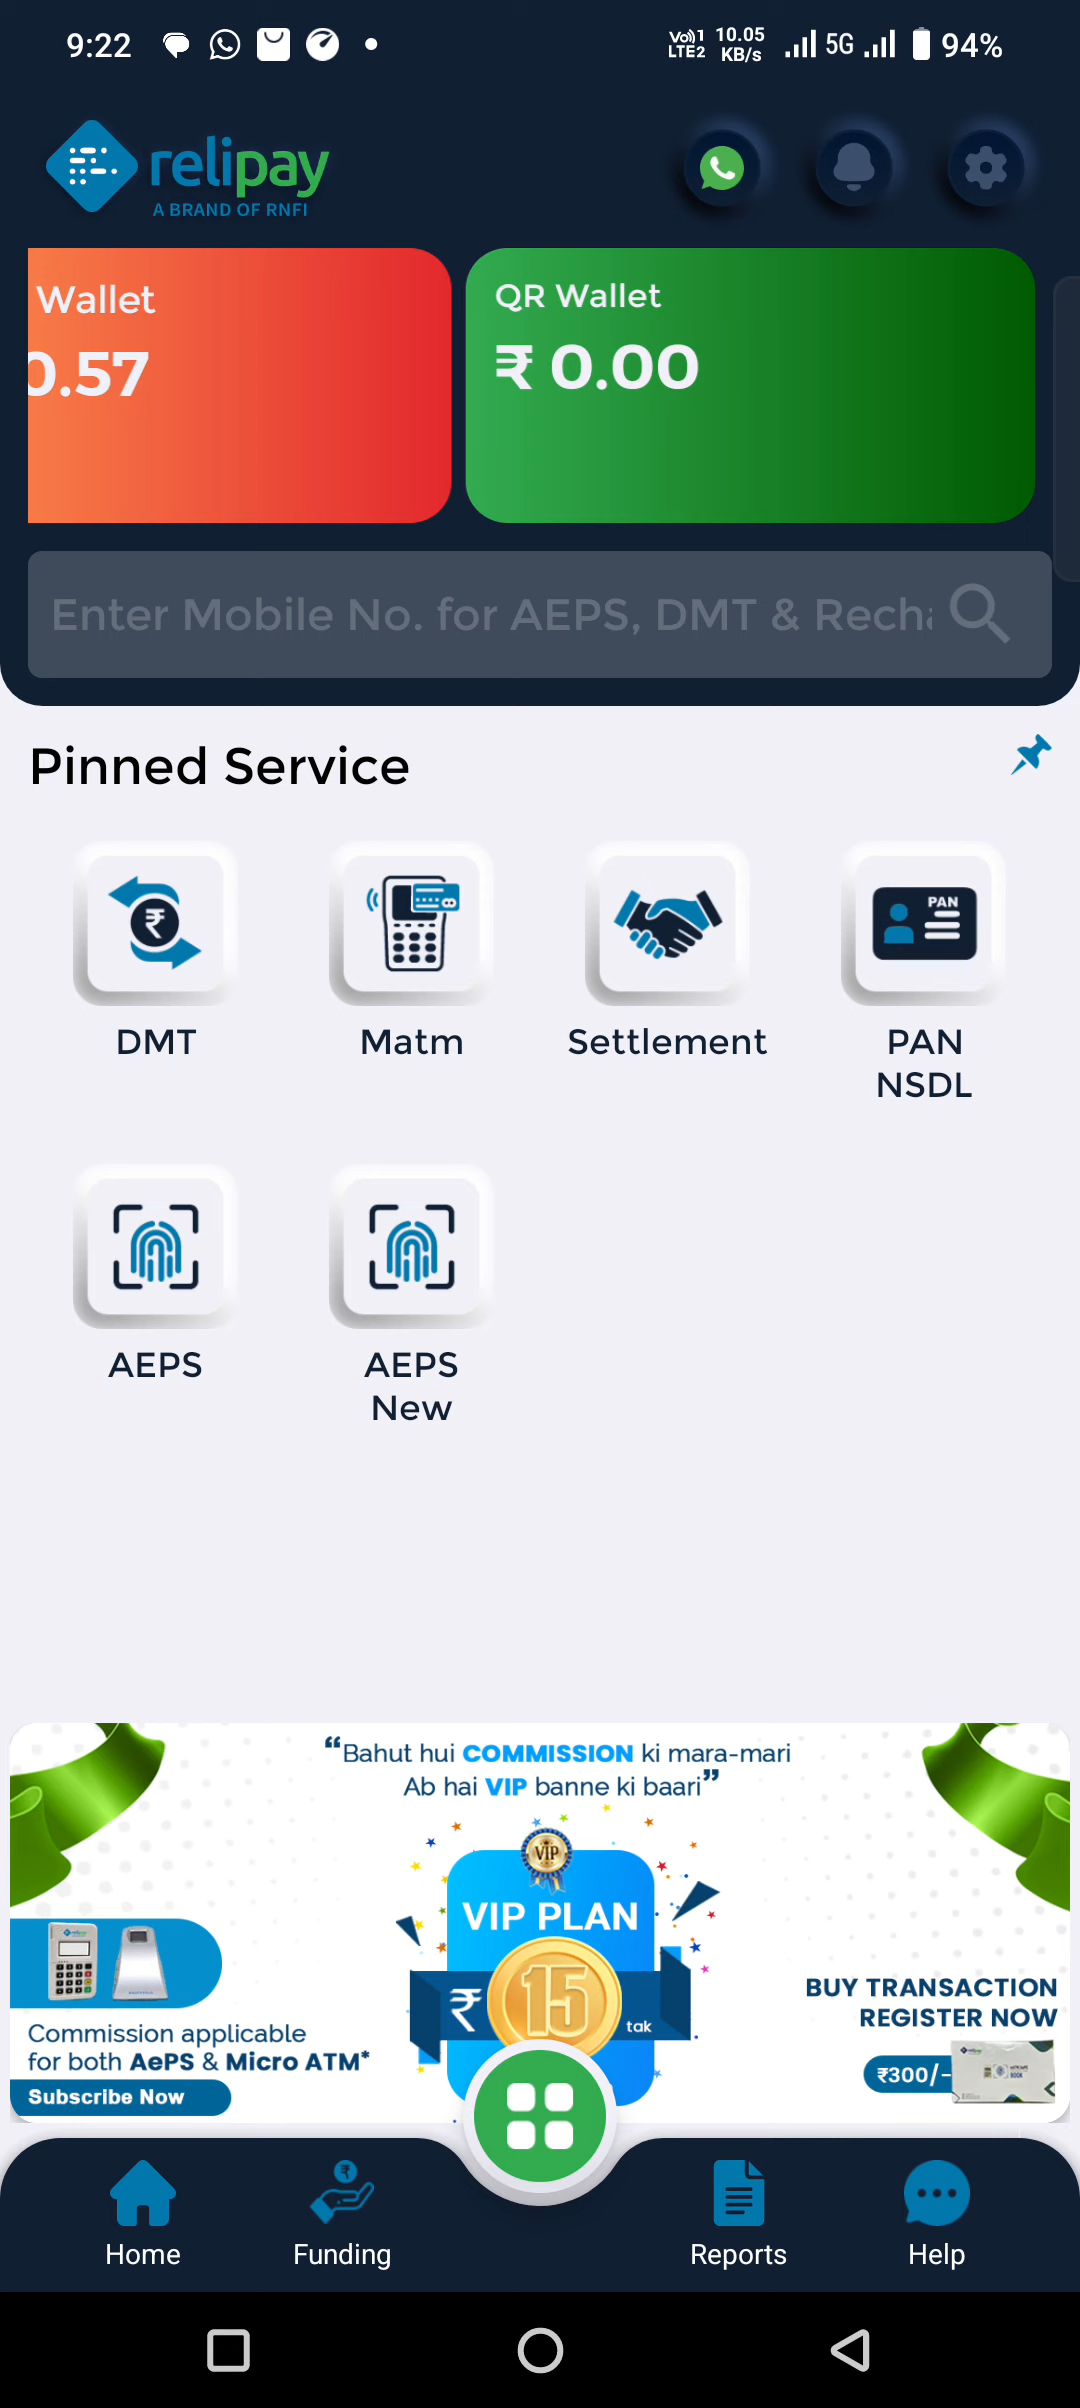 9:22
Vo))1
LTE2
10.05
KB/s
5G
94%
relipay
A BRAND OF RNFI
Wallet
0.57
QR Wallet
₹ 0.00
Enter Mobile No. for AEPS, DMT & Recha
Pinned Service
PAN
DMT
Matm
Settlement
PAN
NSDL
AEPS
AEPS
New
“Bahut hui COMMISSION ki mara-mari
Ab hai VIP banne ki baari”
VIP
VIP PLAN
₹ 15 tak
Commission applicable
for both AePS & Micro ATM*
Subscribe Now
BUY TRANSACTION
REGISTER NOW
₹300/-
Home
Funding
Reports
Help